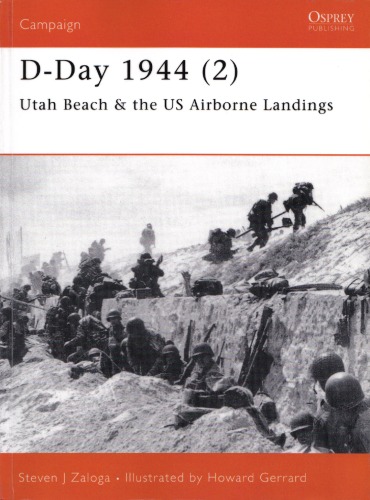 Campaign
OSPREY
PUBLISHING
D-Day 1944 (2)
Utah Beach & the US Airborne Landings
Steven J Zaloga • Illustrated by Howard Gerrard